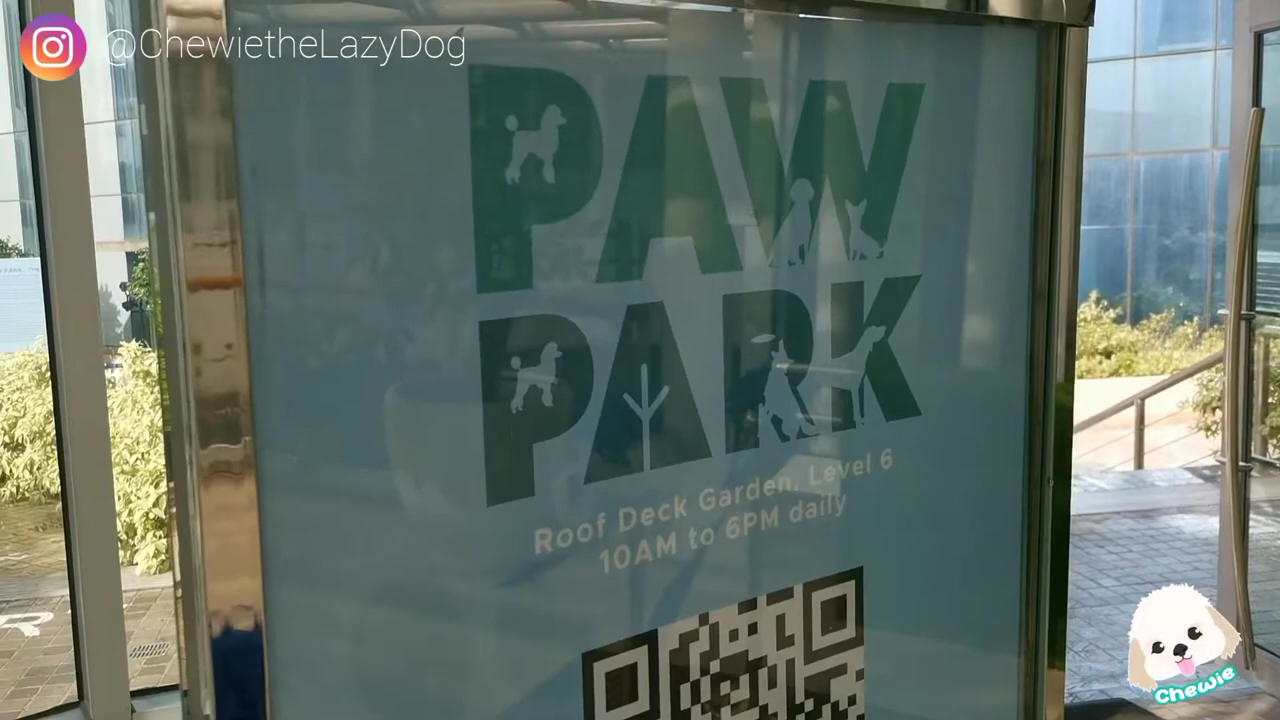 @ChewietheLazyDog
PAW
PARK
Roof Deck Garden, Level 6
10AM to 6PM daily
Chewie